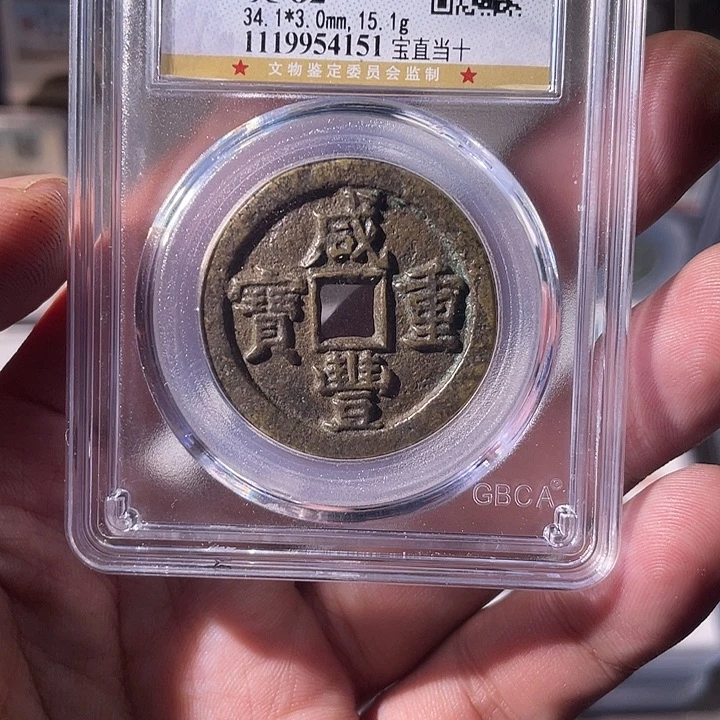 34.1*3.0mm, 15.1g
1119954151 宝直当十
★ 文物鉴定委员会监制 ★
咸
寶 重
豐
GBCA